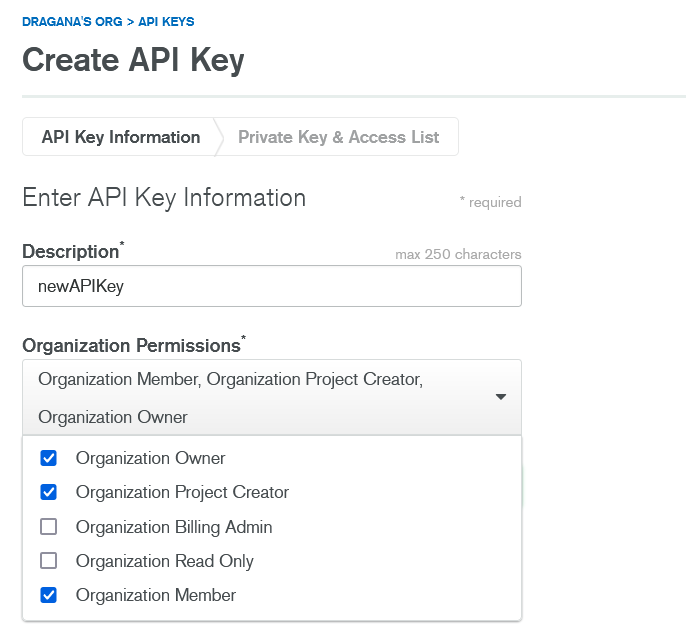 DRAGANA'S ORG > API KEYS
Create API Key
API Key Information Private Key & Access List
Enter API Key Information * required
Description* max 250 characters
newAPIKey
Organization Permissions*
Organization Member, Organization Project Creator,
Organization Owner
Organization Owner
Organization Project Creator
Organization Billing Admin
Organization Read Only
Organization Member